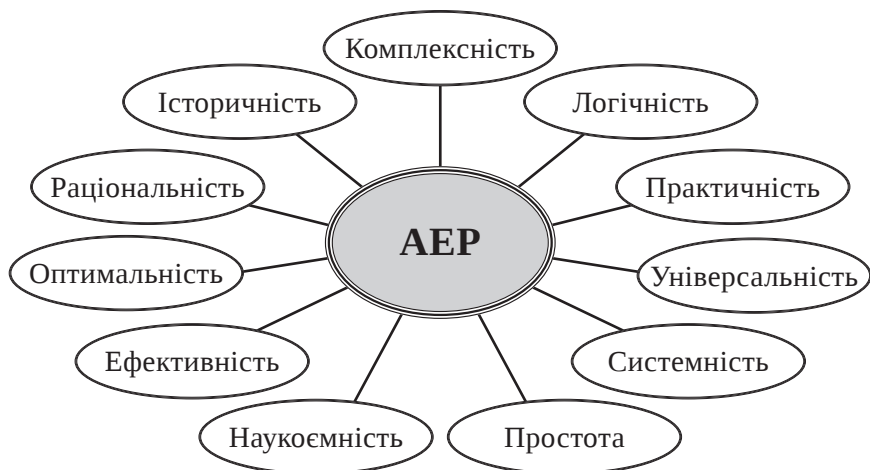 Комплексність
Історичність
Логічність
Раціональність
Практичність
АЕР
Оптимальність
Універсальність
Ефективність
Системність
Наукоємність
Простота